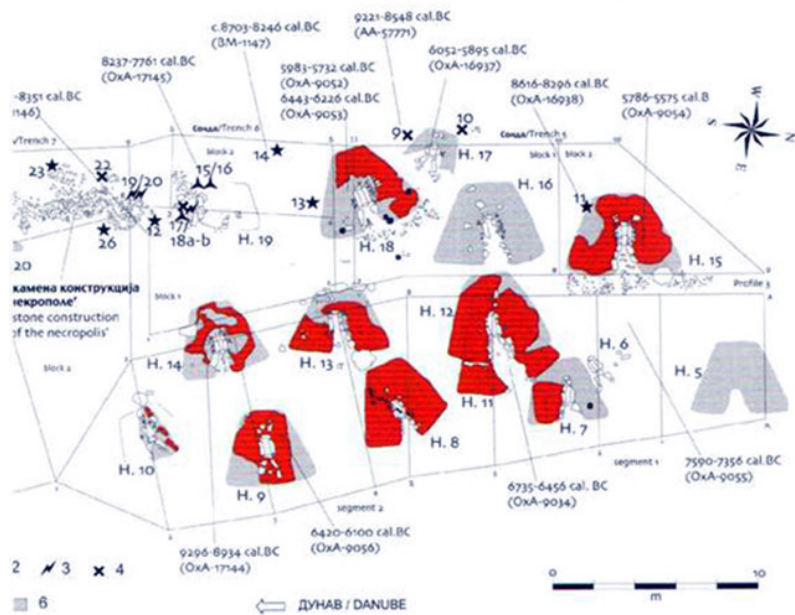 9221-8548 cal.BC
(AA-57771)
c.8703-8246 cal.BC
(BM-1147)
6052-5895 cal.BC
(OxA-16937)
8237-7761 cal.BC
(OxA-17145)
5983-5732 cal.BC
(OxA-9052)
6443-6226 cal.BC
(OxA-9053)
8616-8296 cal.BC
(OxA-16938)
5786-5575 cal.B
(OxA-9054)
-8351 cal.BC
1146)
/Trench 7
Сонда/Trench 6
block 2
Сонда/Trench 5
block 1
block 2
W
S
N
E
9
10
14
23
22
15/16
19/20
13
11
17
12
18a-b
26
20
H. 17
H. 16
H. 19
H. 18
H. 15
Profile 3
камена конструкција
некрополе'
stone construction
of the necropolis'
block 1
block 2
H. 14
H. 13
H. 12
H. 11
H. 6
H. 5
H. 7
H. 8
H. 10
H. 9
segment 1
segment 2
7590-7356 cal.BC
(OxA-9055)
6735-6456 cal. BC
(OxA-9034)
6420-6100 cal.BC
(OxA-9056)
9296-8934 cal.BC
(OxA-17144)
2
3
4
6
ДУНАВ / DANUBE
0
10
m